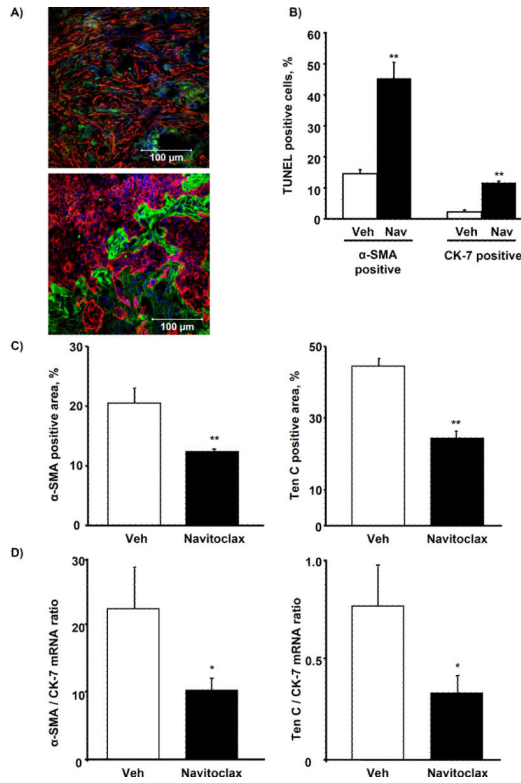 A)
100 µm
100 µm
B)
TUNEL positive cells, %
60
50
40
30
20
10
0
**
**
Veh Nav Veh Nav
α-SMA positive
CK-7 positive
C)
α-SMA positive area, %
30
20
10
0
**
Veh Navitoclax
Ten C positive area, %
45
30
15
0
**
Veh Navitoclax
D)
α-SMA / CK-7 mRNA ratio
30
20
10
0
*
Veh Navitoclax
Ten C / CK-7 mRNA ratio
1.0
0.5
0
*
Veh Navitoclax